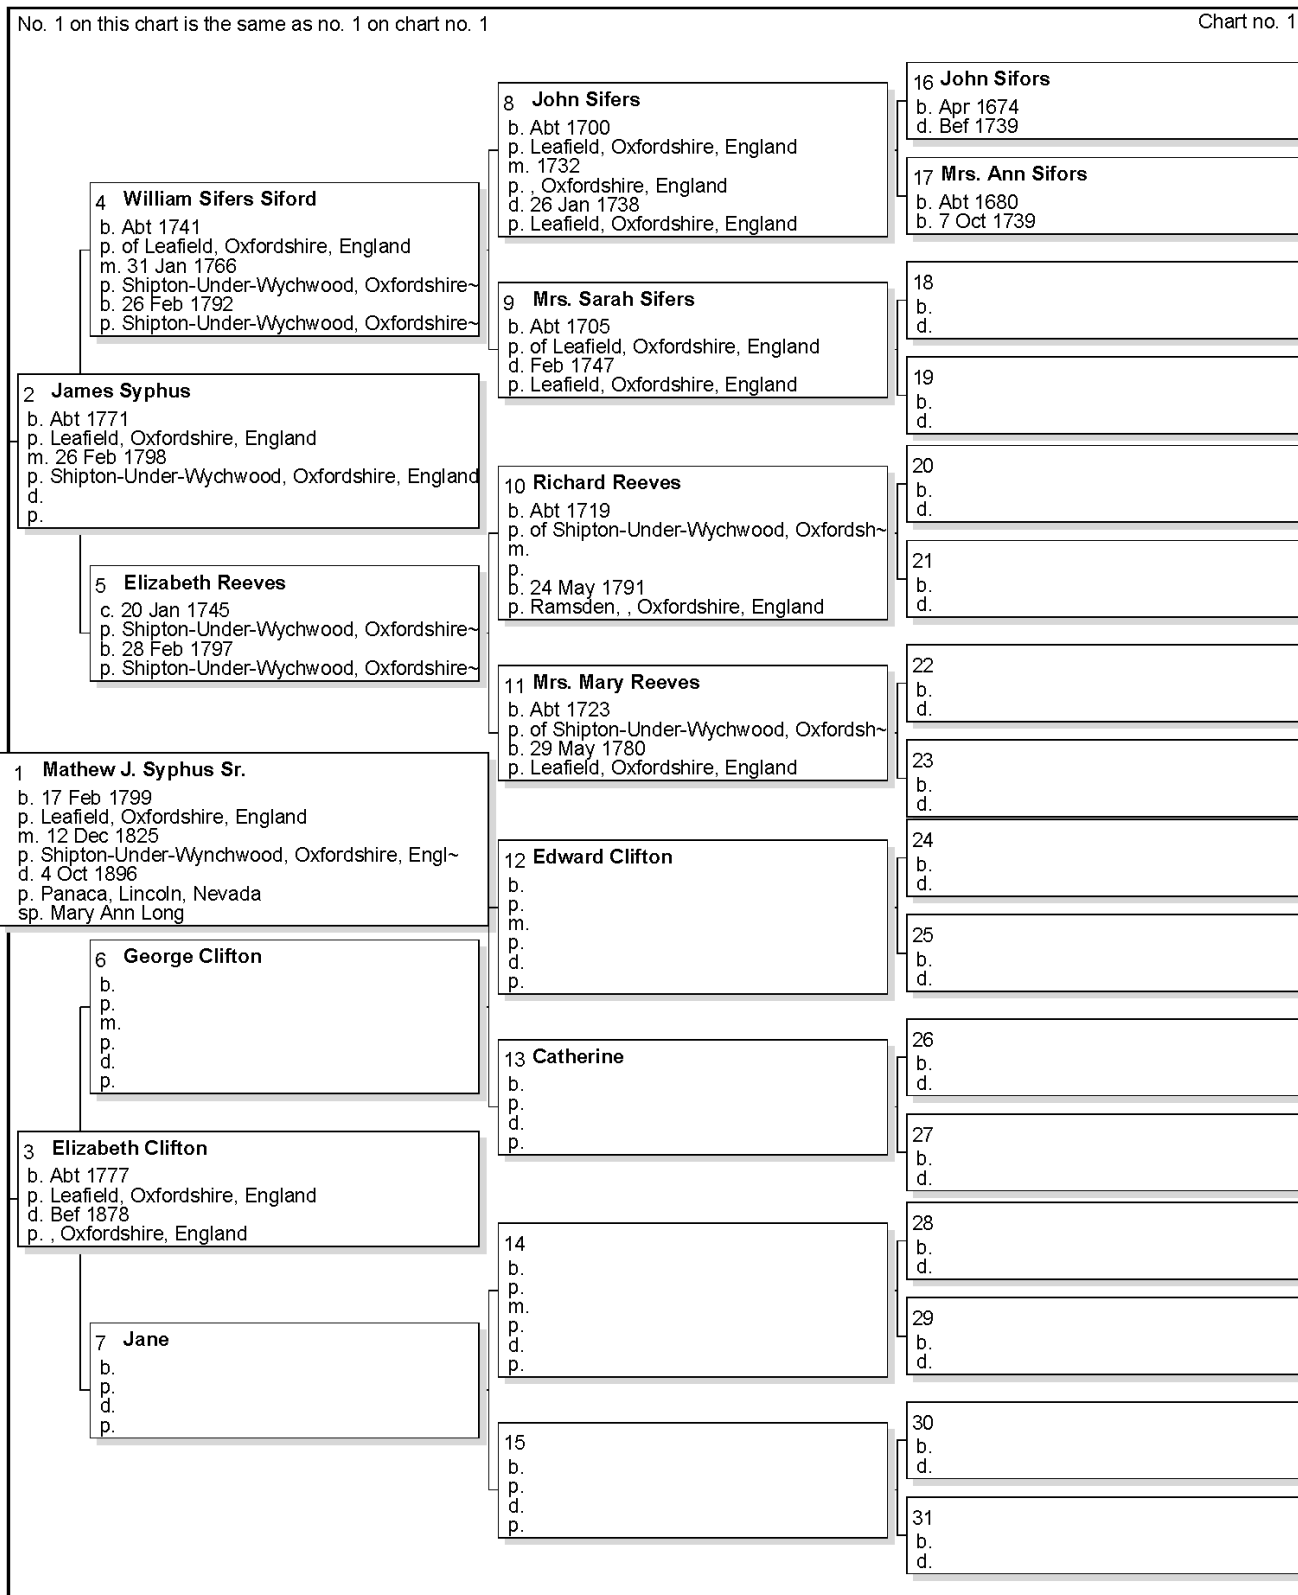 No. 1 on this chart is the same as no. 1 on chart no. 1
Chart no. 1
1 Mathew J. Syphus Sr.
b. 17 Feb 1799
p. Leafield, Oxfordshire, England
m. 12 Dec 1825
p. Shipton-Under-Wynchwood, Oxfordshire, Engl~
d. 4 Oct 1896
p. Panaca, Lincoln, Nevada
sp. Mary Ann Long
2 James Syphus
b. Abt 1771
p. Leafield, Oxfordshire, England
m. 26 Feb 1798
p. Shipton-Under-Wychwood, Oxfordshire, England
d.
p.
3 Elizabeth Clifton
b. Abt 1777
p. Leafield, Oxfordshire, England
d. Bef 1878
p. , Oxfordshire, England
4 William Sifers Siford
b. Abt 1741
p. of Leafield, Oxfordshire, England
m. 31 Jan 1766
p. Shipton-Under-Wychwood, Oxfordshire~
b. 26 Feb 1792
p. Shipton-Under-Wychwood, Oxfordshire~
5 Elizabeth Reeves
c. 20 Jan 1745
p. Shipton-Under-Wychwood, Oxfordshire~
b. 28 Feb 1797
p. Shipton-Under-Wychwood, Oxfordshire~
6 George Clifton
b.
p.
m.
p.
d.
p.
7 Jane
b.
p.
d.
p.
8 John Sifers
b. Abt 1700
p. Leafield, Oxfordshire, England
m. 1732
p. , Oxfordshire, England
d. 26 Jan 1738
p. Leafield, Oxfordshire, England
9 Mrs. Sarah Sifers
b. Abt 1705
p. of Leafield, Oxfordshire, England
d. Feb 1747
p. Leafield, Oxfordshire, England
10 Richard Reeves
b. Abt 1719
p. of Shipton-Under-Wychwood, Oxfordsh~
m.
p.
b. 24 May 1791
p. Ramsden, , Oxfordshire, England
11 Mrs. Mary Reeves
b. Abt 1723
p. of Shipton-Under-Wychwood, Oxfordsh~
b. 29 May 1780
p. Leafield, Oxfordshire, England
12 Edward Clifton
b.
p.
m.
p.
d.
p.
13 Catherine
b.
p.
d.
p.
14
b.
p.
m.
p.
d.
p.
15
b.
p.
d.
p.
16 John Sifors
b. Apr 1674
d. Bef 1739
17 Mrs. Ann Sifors
b. Abt 1680
b. 7 Oct 1739
18
b.
d.
19
b.
d.
20
b.
d.
21
b.
d.
22
b.
d.
23
b.
d.
24
b.
d.
25
b.
d.
26
b.
d.
27
b.
d.
28
b.
d.
29
b.
d.
30
b.
d.
31
b.
d.